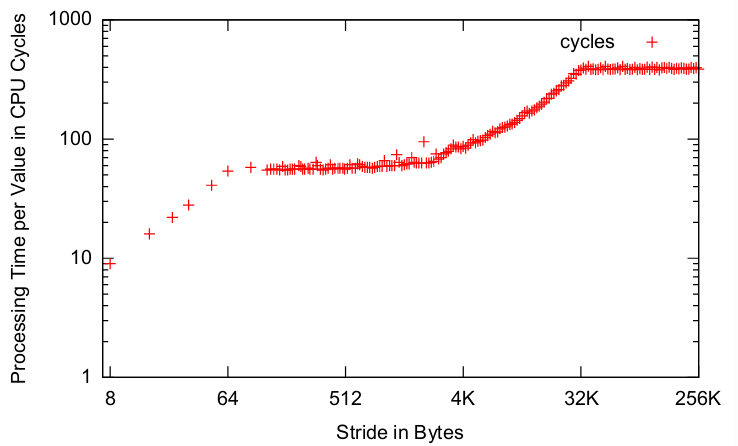 1000
cycles
100
10
1
8
64
512
4K
32K
256K
Processing Time per Value in CPU Cycles
Stride in Bytes